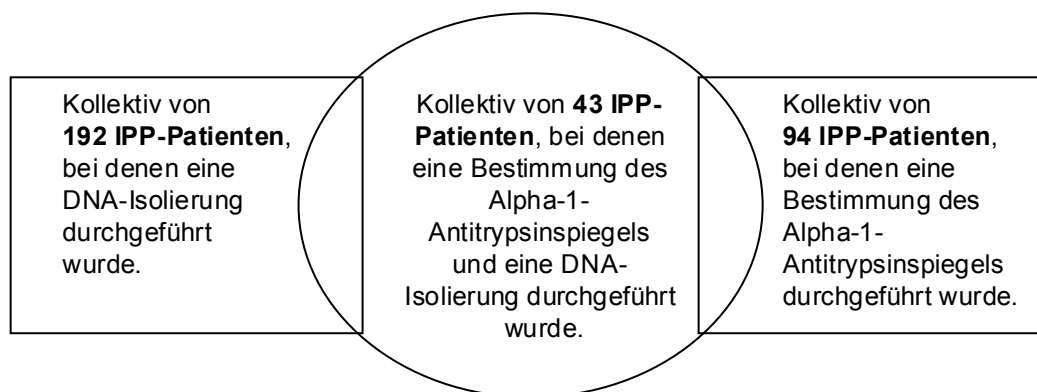 Kollektiv von
192 IPP-Patienten,
bei denen eine
DNA-Isolierung
durchgeführt
wurde.
Kollektiv von 43 IPP-
Patienten, bei denen
eine Bestimmung des
Alpha-1-
Antitrypsinspiegels
und eine DNA-
Isolierung durchgeführt
wurde.
Kollektiv von
94 IPP-Patienten,
bei denen eine
Bestimmung des
Alpha-1-
Antitrypsinspiegels
durchgeführt wurde.